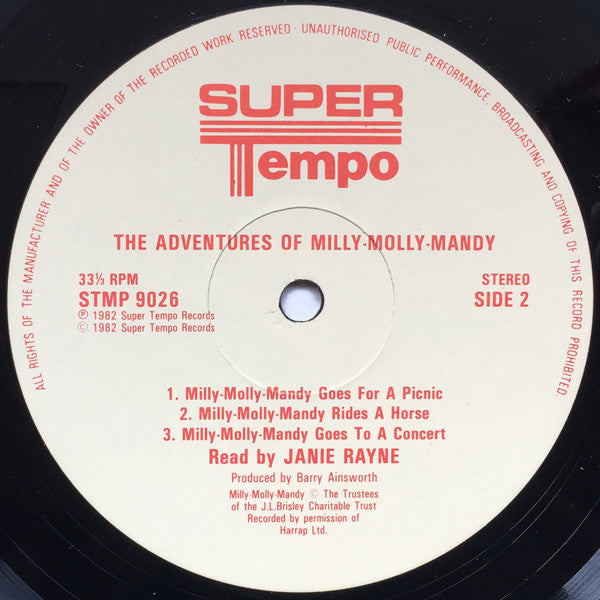 ALL RIGHTS OF THE MANUFACTURER AND OF THE OWNER OF THE RECORDED WORK RESERVED · UNAUTHORISED PUBLIC PERFORMANCE, BROADCASTING AND COPYING OF THIS RECORD PROHIBITED
SUPER
Tempo
THE ADVENTURES OF MILLY-MOLLY-MANDY
33⅓ RPM STEREO
STMP 9026 SIDE 2
℗ 1982 Super Tempo Records
© 1982 Super Tempo Records
1. Milly-Molly-Mandy Goes For A Picnic
2. Milly-Molly-Mandy Rides A Horse
3. Milly-Molly-Mandy Goes To A Concert
Read by JANIE RAYNE
Produced by Barry Ainsworth
Milly-Molly-Mandy © The Trustees
of the J.L.Brisley Charitable Trust
Recorded by permission of
Harrap Ltd.